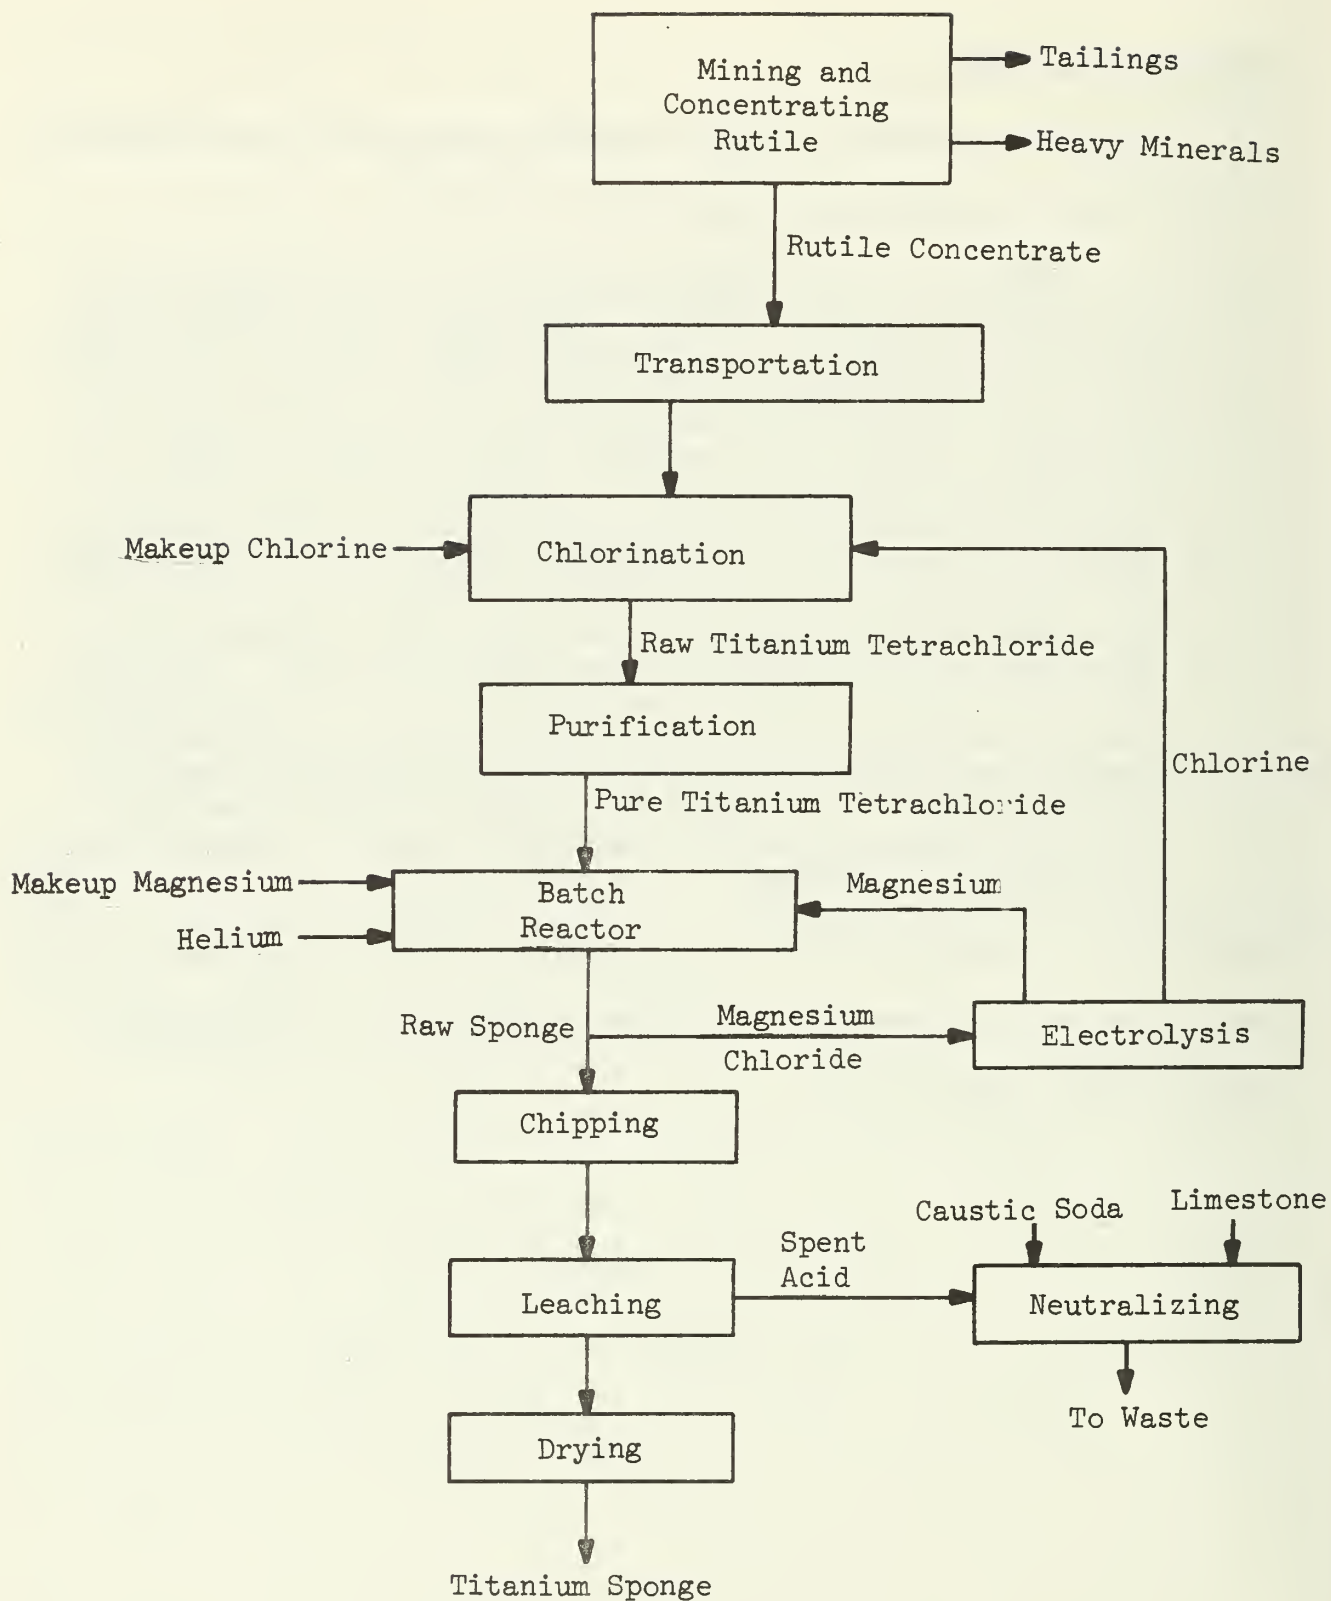 Mining and
Concentrating
Rutile
Tailings
Heavy Minerals
Rutile Concentrate
Transportation
Makeup Chlorine
Chlorination
Raw Titanium Tetrachloride
Purification
Chlorine
Pure Titanium Tetrachloride
Makeup Magnesium
Batch
Reactor
Magnesium
Helium
Raw Sponge
Magnesium
Chloride
Electrolysis
Chipping
Caustic Soda
Limestone
Spent
Acid
Leaching
Neutralizing
To Waste
Drying
Titanium Sponge